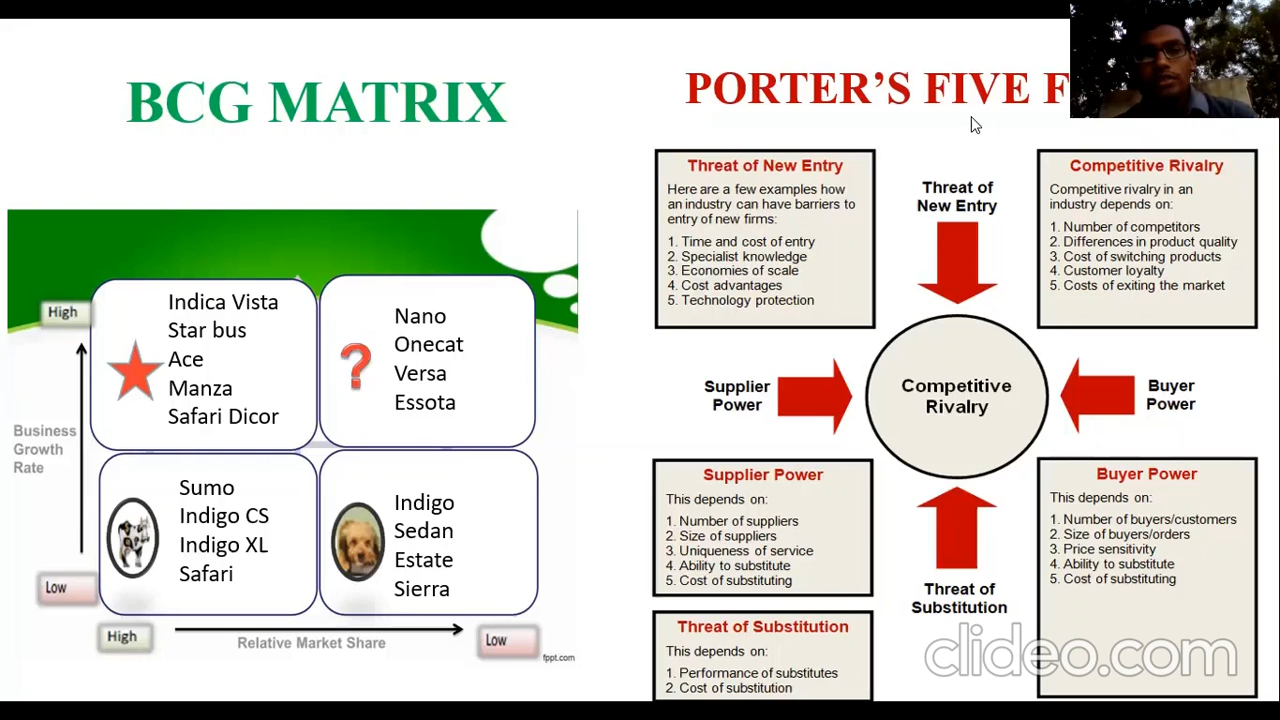 BCG MATRIX
High
Indica Vista
Star bus
Ace
Manza
Safari Dicor
?
Nano
Onecat
Versa
Essota
Business
Growth
Rate
Sumo
Indigo CS
Indigo XL
Safari
Indigo
Sedan
Estate
Sierra
Low
High
Relative Market Share
Low
fppt.com
PORTER'S FIVE F
Threat of New Entry
Here are a few examples how
an industry can have barriers to
entry of new firms:
1. Time and cost of entry
2. Specialist knowledge
3. Economies of scale
4. Cost advantages
5. Technology protection
Threat of
New Entry
Competitive Rivalry
Competitive rivalry in an
industry depends on:
1. Number of competitors
2. Differences in product quality
3. Cost of switching products
4. Customer loyalty
5. Costs of exiting the market
Supplier
Power
Competitive
Rivalry
Buyer
Power
Supplier Power
This depends on:
1. Number of suppliers
2. Size of suppliers
3. Uniqueness of service
4. Ability to substitute
5. Cost of substituting
Threat of
Substitution
Buyer Power
This depends on:
1. Number of buyers/customers
2. Size of buyers/orders
3. Price sensitivity
4. Ability to substitute
5. Cost of substituting
Threat of Substitution
This depends on:
1. Performance of substitutes
2. Cost of substitution
clideo.com